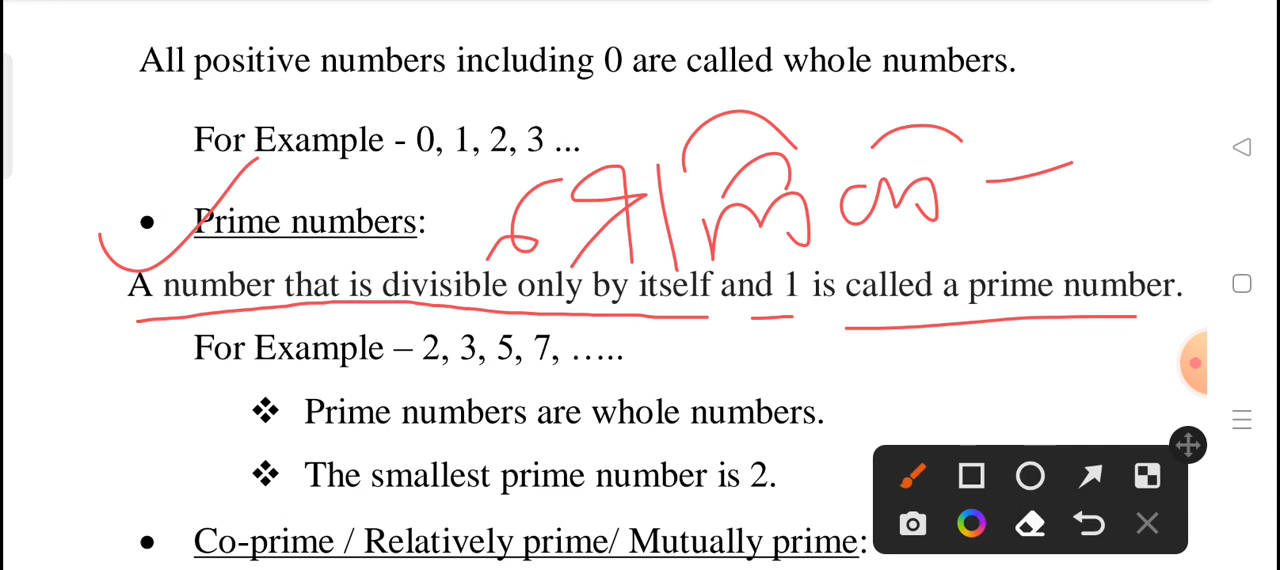 All positive numbers including 0 are called whole numbers.
For Example - 0, 1, 2, 3 ...
• Prime numbers:
A number that is divisible only by itself and 1 is called a prime number.
For Example – 2, 3, 5, 7, …..
❖ Prime numbers are whole numbers.
❖ The smallest prime number is 2.
• Co-prime / Relatively prime/ Mutually prime: